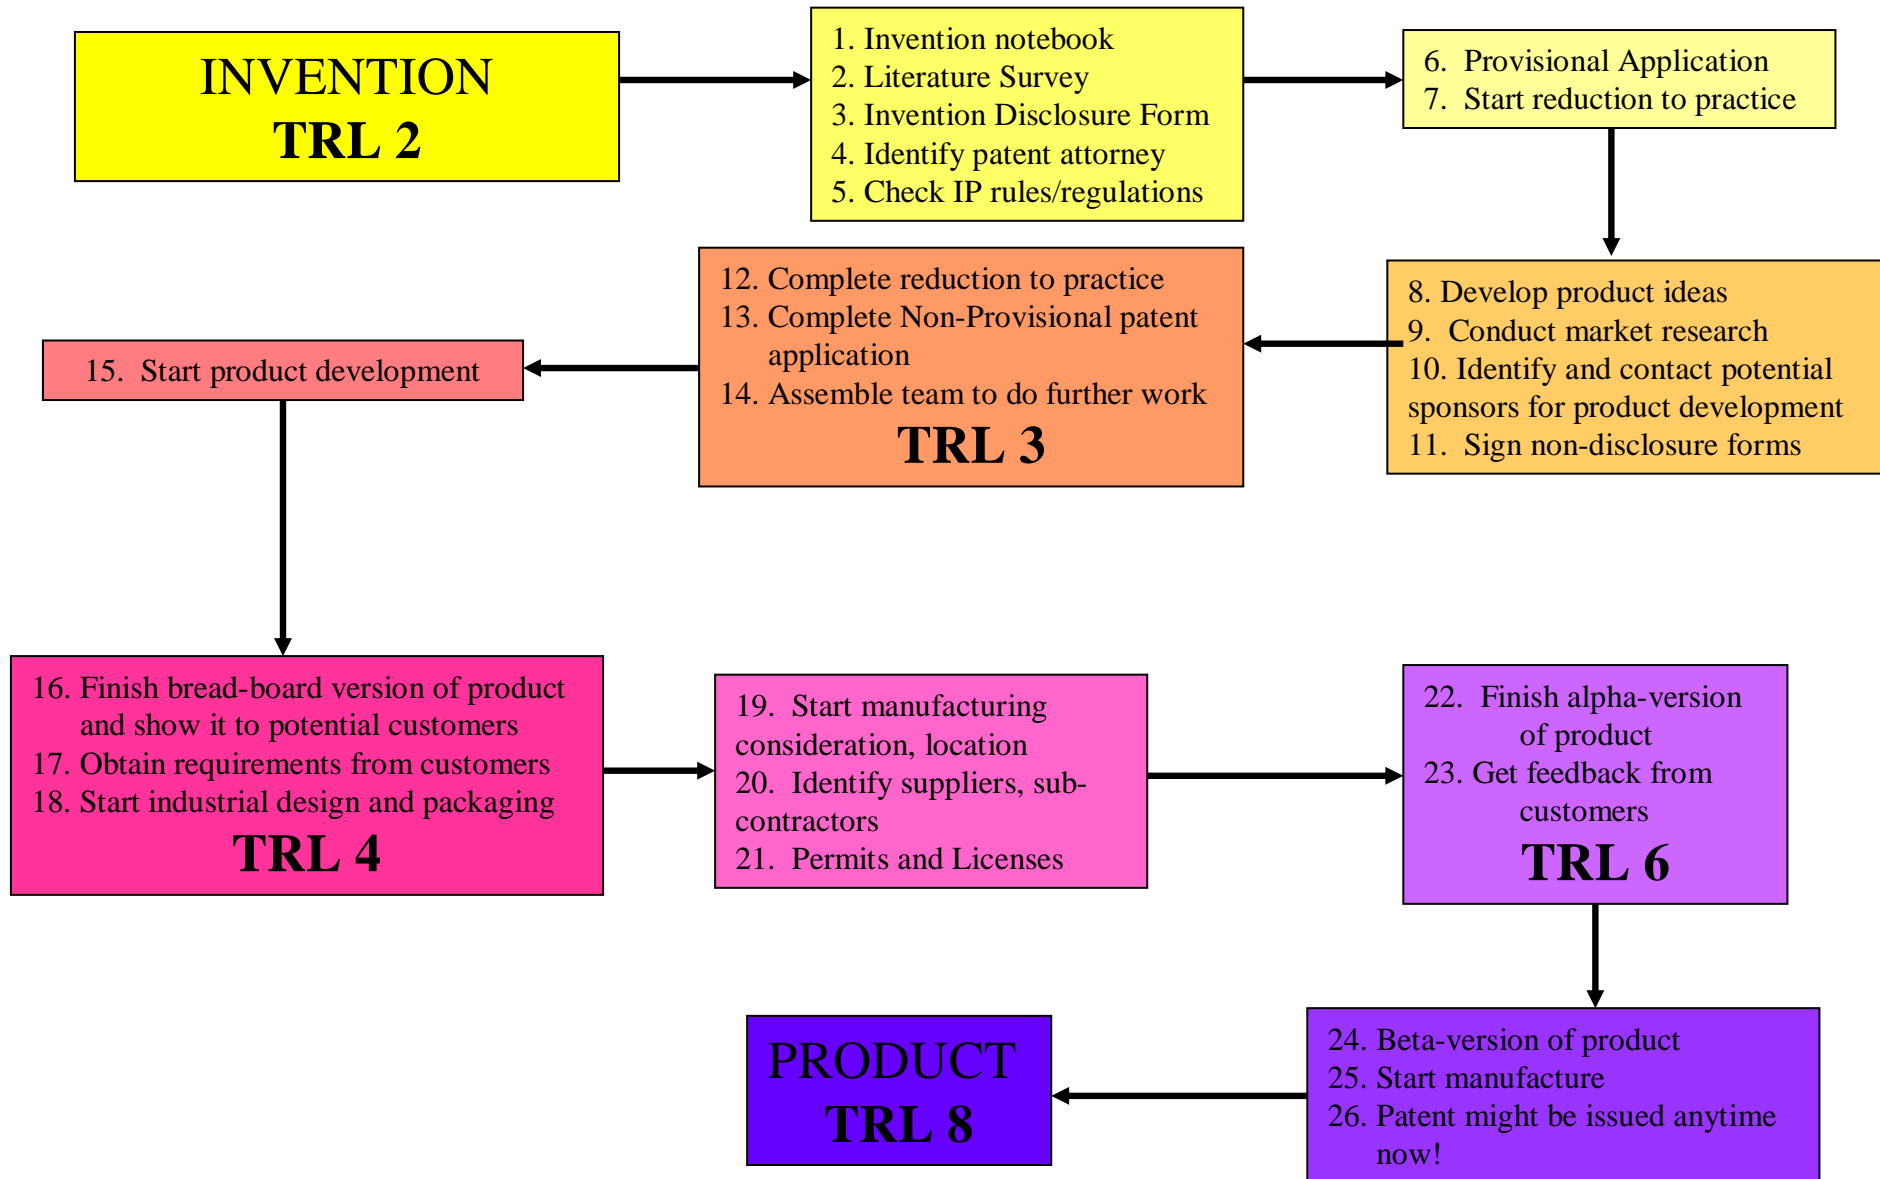 INVENTION
TRL 2
1. Invention notebook
2. Literature Survey
3. Invention Disclosure Form
4. Identify patent attorney
5. Check IP rules/regulations
6. Provisional Application
7. Start reduction to practice
8. Develop product ideas
9. Conduct market research
10. Identify and contact potential
sponsors for product development
11. Sign non-disclosure forms
12. Complete reduction to practice
13. Complete Non-Provisional patent
application
14. Assemble team to do further work
TRL 3
15. Start product development
16. Finish bread-board version of product
and show it to potential customers
17. Obtain requirements from customers
18. Start industrial design and packaging
TRL 4
19. Start manufacturing
consideration, location
20. Identify suppliers, sub-
contractors
21. Permits and Licenses
22. Finish alpha-version
of product
23. Get feedback from
customers
TRL 6
24. Beta-version of product
25. Start manufacture
26. Patent might be issued anytime
now!
PRODUCT
TRL 8